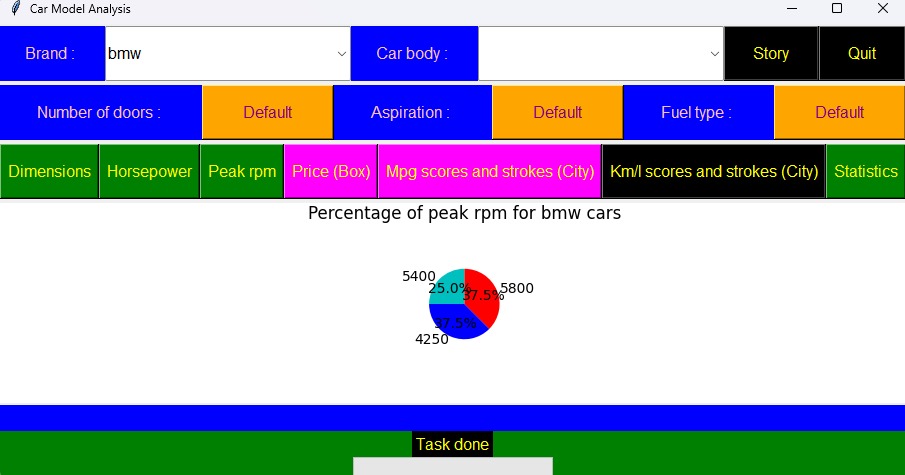 Car Model Analysis
Brand : bmw Car body : Story Quit
Number of doors : Default Aspiration : Default Fuel type : Default
Dimensions Horsepower Peak rpm Price (Box) Mpg scores and strokes (City) Km/l scores and strokes (City) Statistics
Percentage of peak rpm for bmw cars
5400
25.0% 5800
37.5%
37.5%
4250
Task done